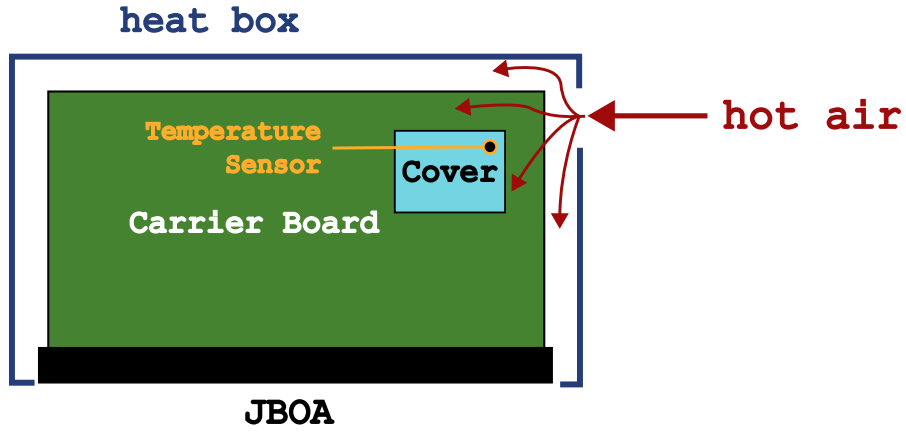 heat box
hot air
Temperature
Sensor
Cover
Carrier Board
JBOA